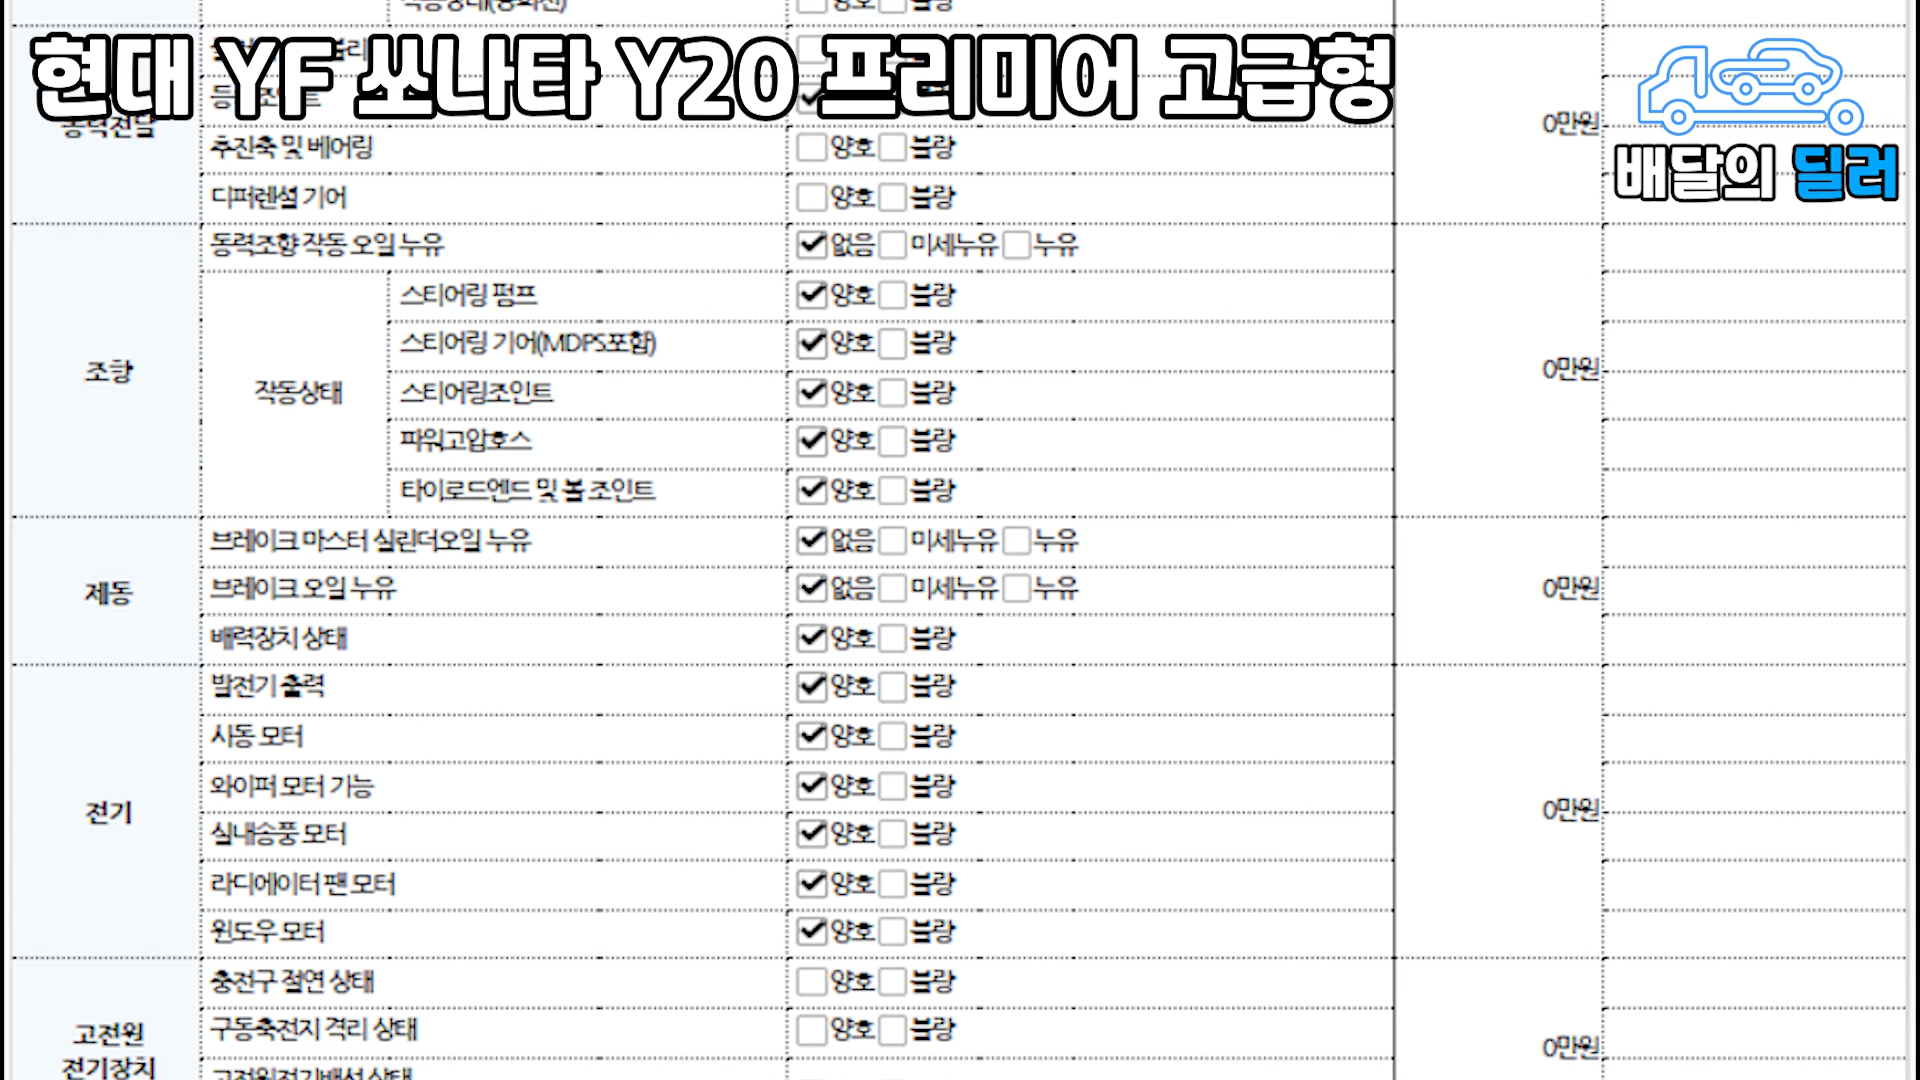 현대 YF 쏘나타 Y20 프리미어 고급형
배달의 딜러
동력전달
0만원
추진축 및 베어링 양호 불량
디퍼렌셜 기어 양호 불량
조향
0만원
동력조향 작동 오일 누유 없음 미세누유 누유
작동상태
스티어링 펌프 양호 불량
스티어링 기어(MDPS포함) 양호 불량
스티어링조인트 양호 불량
파워고압호스 양호 불량
타이로드엔드 및 볼 조인트 양호 불량
제동
0만원
브레이크 마스터 실린더오일 누유 없음 미세누유 누유
브레이크 오일 누유 없음 미세누유 누유
배력장치 상태 양호 불량
전기
0만원
발전기 출력 양호 불량
시동 모터 양호 불량
와이퍼 모터 기능 양호 불량
실내송풍 모터 양호 불량
라디에이터 팬 모터 양호 불량
윈도우 모터 양호 불량
고전원
전기장치
0만원
충전구 절연 상태 양호 불량
구동축전지 격리 상태 양호 불량
고전원전기배선 상태